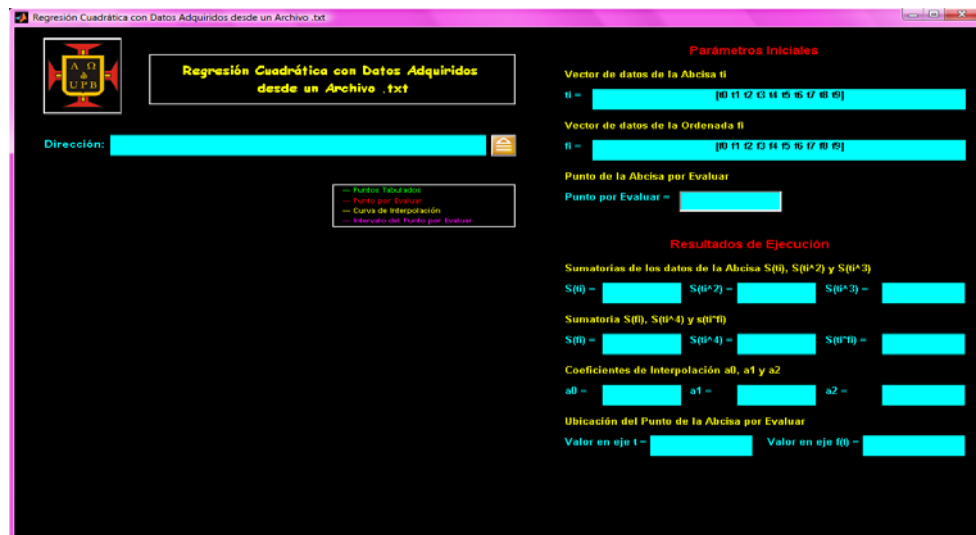 Regresión Cuadrática con Datos Adquiridos desde un Archivo .txt
A Ω
&
UPB
Regresión Cuadrática con Datos Adquiridos
desde un Archivo .txt
Dirección:
--- Puntos Tabulados
--- Punto por Evaluar
--- Curva de Interpolación
--- Intervalo del Punto por Evaluar
Parámetros Iniciales
Vector de datos de la Abcisa ti
ti = [t0 t1 t2 t3 t4 t5 t6 t7 t8 t9]
Vector de datos de la Ordenada fi
fi = [f0 f1 f2 f3 f4 f5 f6 f7 f8 f9]
Punto de la Abcisa por Evaluar
Punto por Evaluar =
Resultados de Ejecución
Sumatorias de los datos de la Abcisa S(ti), S(ti^2) y S(ti^3)
S(ti) = S(ti^2) = S(ti^3) =
Sumatoria S(fi), S(ti^4) y s(ti*fi)
S(fi) = S(ti^4) = S(ti*fi) =
Coeficientes de Interpolación a0, a1 y a2
a0 = a1 = a2 =
Ubicación del Punto de la Abcisa por Evaluar
Valor en eje t = Valor en eje f(t) =